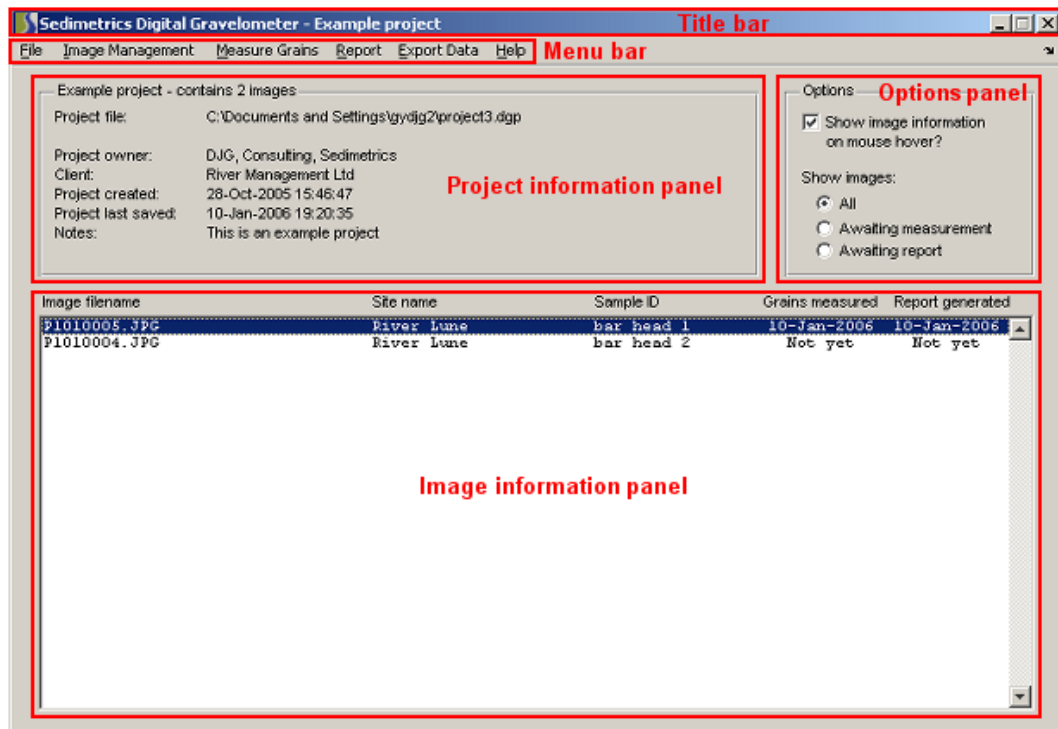 Sedimetrics Digital Gravelometer - Example project Title bar
File Image Management Measure Grains Report Export Data Help Menu bar
Example project - contains 2 images
Project file: C:\Documents and Settings\gydjg2\project3.dgp
Project owner: DJG, Consulting, Sedimetrics
Client: River Management Ltd
Project created: 28-Oct-2005 15:46:47
Project last saved: 10-Jan-2006 19:20:35
Notes: This is an example project
Project information panel
Options Options panel
Show image information
on mouse hover?
Show images:
All
Awaiting measurement
Awaiting report
Image filename Site name Sample ID Grains measured Report generated
P1010005.JPG River Lune bar head 1 10-Jan-2006 10-Jan-2006
P1010004.JPG River Lune bar head 2 Not yet Not yet
Image information panel